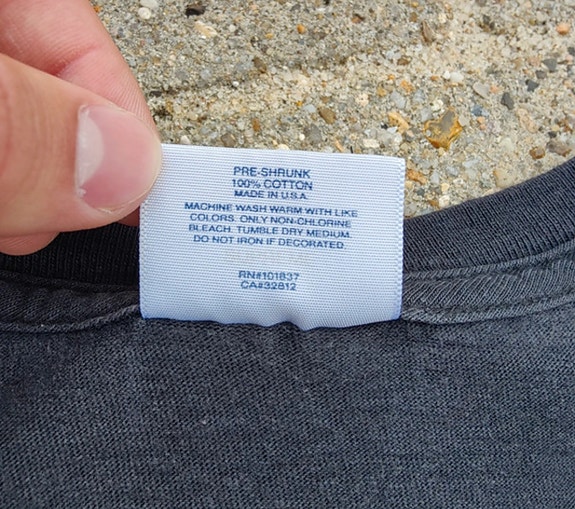 PRE-SHRUNK
100% COTTON
MADE IN U.S.A.
MACHINE WASH WARM WITH LIKE
COLORS. ONLY NON-CHLORINE
BLEACH. TUMBLE DRY MEDIUM.
DO NOT IRON IF DECORATED.
RN#101837
CA#32812